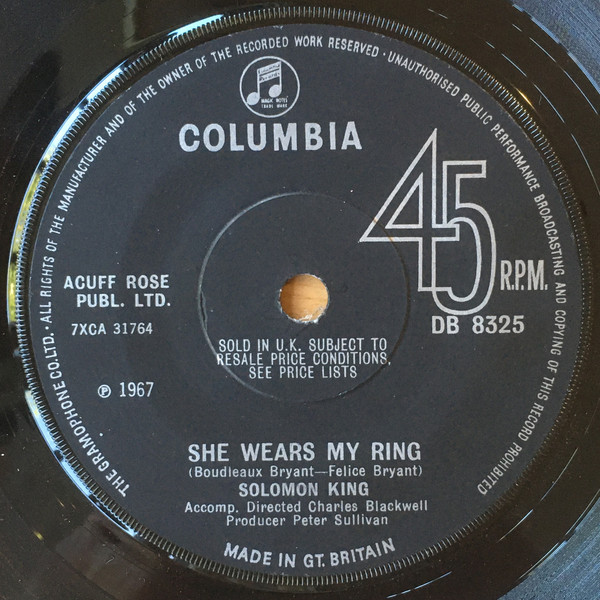 THE GRAMOPHONE CO. LTD. · ALL RIGHTS OF THE MANUFACTURER AND OF THE OWNER OF THE RECORDED WORK RESERVED · UNAUTHORISED PUBLIC PERFORMANCE BROADCASTING AND COPYING OF THIS RECORD PROHIBITED
MAGIC NOTES
TRADE MARK
COLUMBIA
45
R.P.M.
DB 8325
ACUFF ROSE
PUBL. LTD.
7XCA 31764
SOLD IN U.K. SUBJECT TO
RESALE PRICE CONDITIONS,
SEE PRICE LISTS
℗ 1967
SHE WEARS MY RING
(Boudleaux Bryant—Felice Bryant)
SOLOMON KING
Accomp. Directed Charles Blackwell
Producer Peter Sullivan
MADE IN GT. BRITAIN